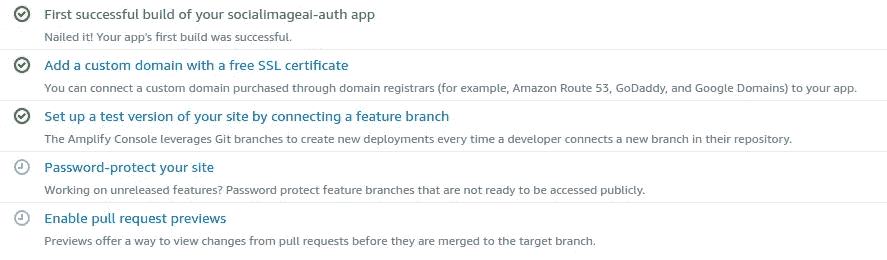 First successful build of your socialimageai-auth app
Nailed it! Your app's first build was successful.
Add a custom domain with a free SSL certificate
You can connect a custom domain purchased through domain registrars (for example, Amazon Route 53, GoDaddy, and Google Domains) to your app.
Set up a test version of your site by connecting a feature branch
The Amplify Console leverages Git branches to create new deployments every time a developer connects a new branch in their repository.
Password-protect your site
Working on unreleased features? Password protect feature branches that are not ready to be accessed publicly.
Enable pull request previews
Previews offer a way to view changes from pull requests before they are merged to the target branch.